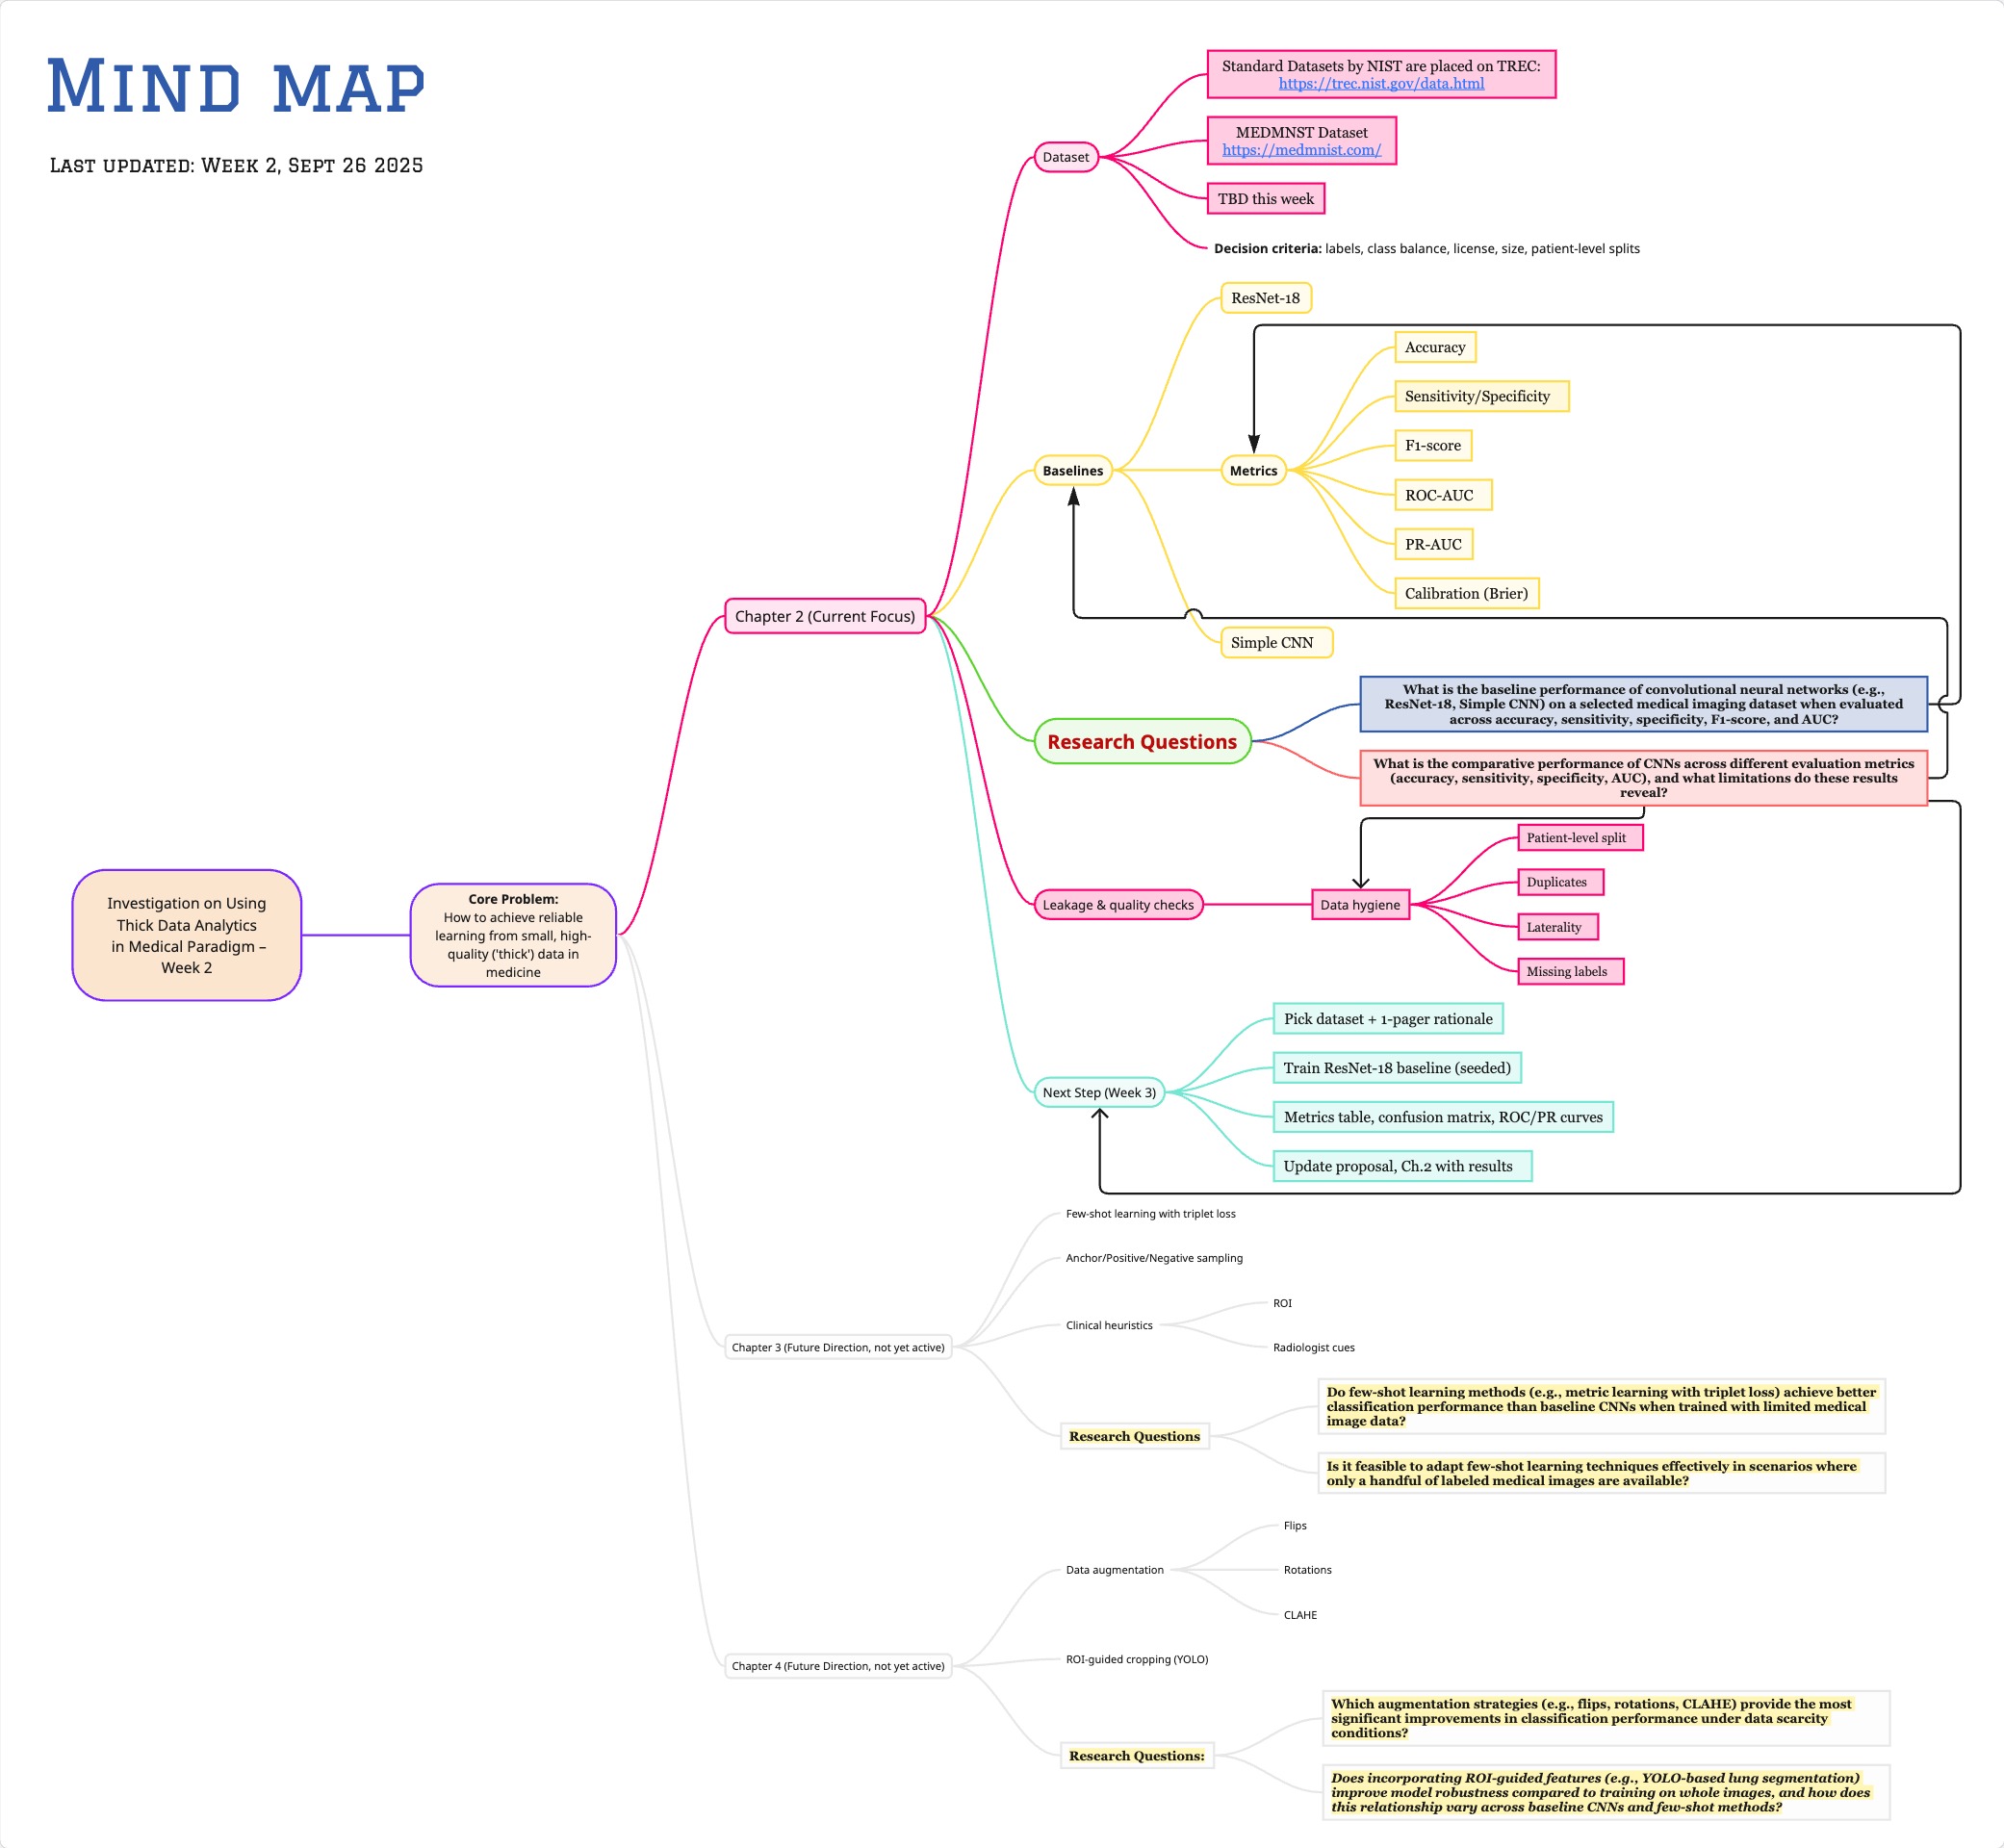 Mind map
Last updated: Week 2, Sept 26 2025
Investigation on Using
Thick Data Analytics
in Medical Paradigm –
Week 2
Core Problem:
How to achieve reliable
learning from small, high-
quality ('thick') data in
medicine
Chapter 2 (Current Focus)
Dataset
Standard Datasets by NIST are placed on TREC:
https://trec.nist.gov/data.html
MEDMNST Dataset
https://medmnist.com/
TBD this week
Decision criteria: labels, class balance, license, size, patient-level splits
Baselines
ResNet-18
Metrics
Accuracy
Sensitivity/Specificity
F1-score
ROC-AUC
PR-AUC
Calibration (Brier)
Simple CNN
Research Questions
What is the baseline performance of convolutional neural networks (e.g.,
ResNet-18, Simple CNN) on a selected medical imaging dataset when evaluated
across accuracy, sensitivity, specificity, F1-score, and AUC?
What is the comparative performance of CNNs across different evaluation metrics
(accuracy, sensitivity, specificity, AUC), and what limitations do these results
reveal?
Leakage & quality checks
Data hygiene
Patient-level split
Duplicates
Laterality
Missing labels
Next Step (Week 3)
Pick dataset + 1-pager rationale
Train ResNet-18 baseline (seeded)
Metrics table, confusion matrix, ROC/PR curves
Update proposal, Ch.2 with results
Chapter 3 (Future Direction, not yet active)
Few-shot learning with triplet loss
Anchor/Positive/Negative sampling
Clinical heuristics
ROI
Radiologist cues
Research Questions
Do few-shot learning methods (e.g., metric learning with triplet loss) achieve better
classification performance than baseline CNNs when trained with limited medical
image data?
Is it feasible to adapt few-shot learning techniques effectively in scenarios where
only a handful of labeled medical images are available?
Chapter 4 (Future Direction, not yet active)
Data augmentation
Flips
Rotations
CLAHE
ROI-guided cropping (YOLO)
Research Questions:
Which augmentation strategies (e.g., flips, rotations, CLAHE) provide the most
significant improvements in classification performance under data scarcity
conditions?
Does incorporating ROI-guided features (e.g., YOLO-based lung segmentation)
improve model robustness compared to training on whole images, and how does
this relationship vary across baseline CNNs and few-shot methods?